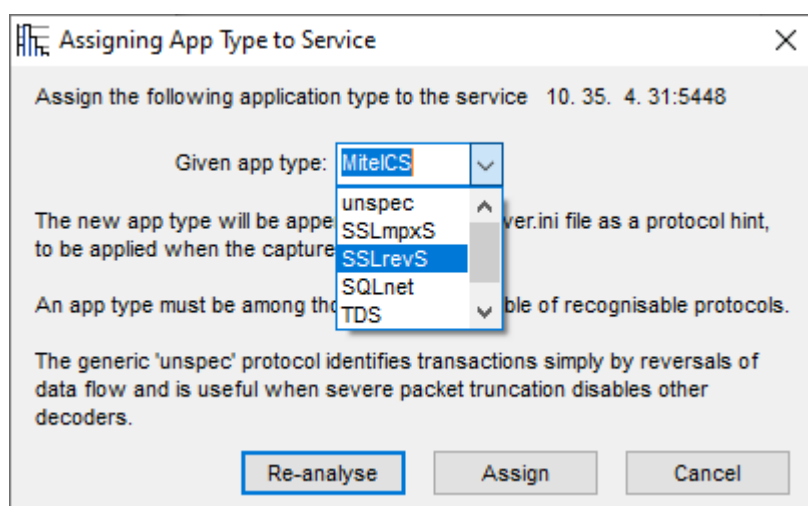 Assigning App Type to Service
Assign the following application type to the service 10. 35. 4. 31:5448
Given app type: MitelCS
unspec
SSLmpxS
SSLrevS
SQLnet
TDS
The new app type will be appe ver.ini file as a protocol hint,
to be applied when the capture
An app type must be among tho ble of recognisable protocols.
The generic 'unspec' protocol identifies transactions simply by reversals of
data flow and is useful when severe packet truncation disables other
decoders.
Re-analyse Assign Cancel